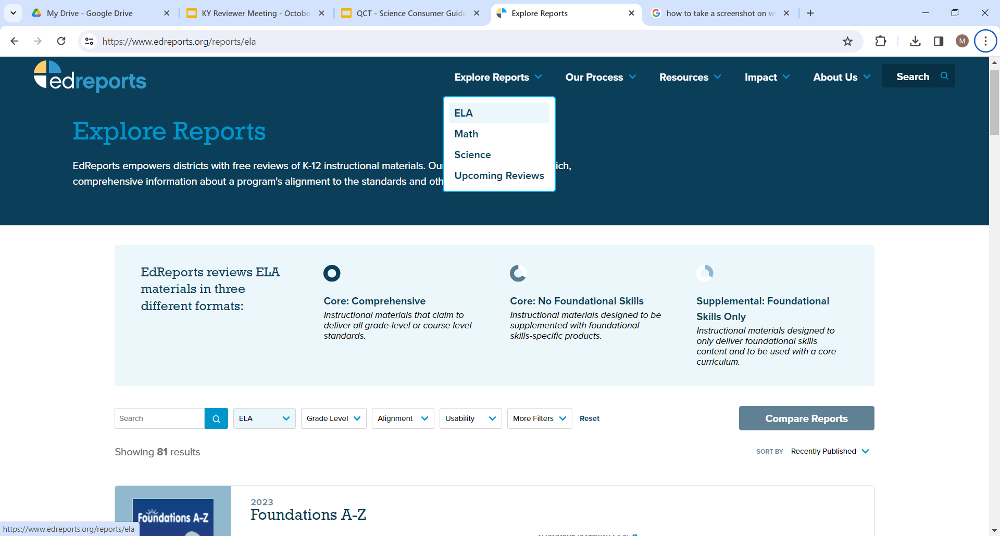 My Drive - Google Drive
KY Reviewer Meeting - Octobe
QCT - Science Consumer Guide
Explore Reports
how to take a screenshot on w
https://www.edreports.org/reports/ela
M
edreports
Explore Reports
Our Process
Resources
Impact
About Us
Search
ELA
Math
Science
Upcoming Reviews
Explore Reports
EdReports empowers districts with free reviews of K-12 instructional materials. Ou ich,
comprehensive information about a program's alignment to the standards and oth
EdReports reviews ELA
materials in three
different formats:
Core: Comprehensive
Instructional materials that claim to
deliver all grade-level or course level
standards.
Core: No Foundational Skills
Instructional materials designed to be
supplemented with foundational
skills-specific products.
Supplemental: Foundational
Skills Only
Instructional materials designed to
only deliver foundational skills
content and to be used with a core
curriculum.
Search
ELA
Grade Level
Alignment
Usability
More Filters
Reset
Compare Reports
Showing 81 results
SORT BY Recently Published
Foundations A-Z
2023
Foundations A-Z
https://www.edreports.org/reports/ela